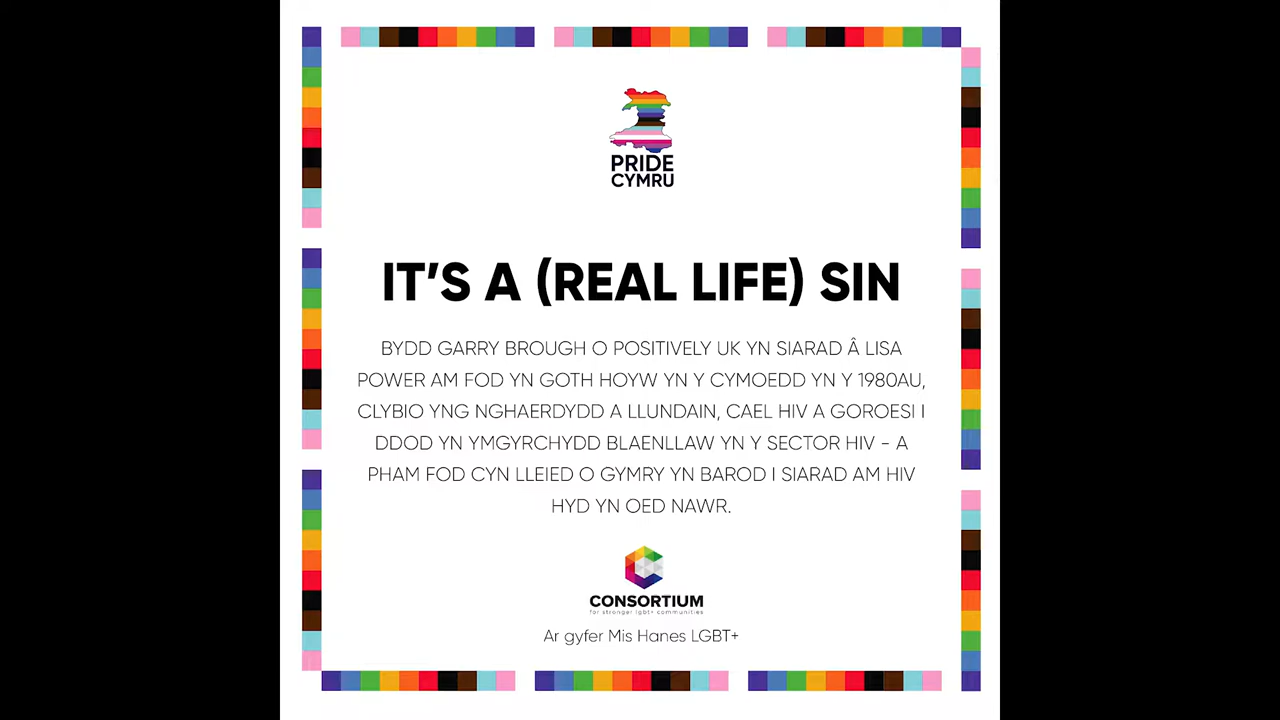 PRIDE
CYMRU
IT'S A (REAL LIFE) SIN
BYDD GARRY BROUGH O POSITIVELY UK YN SIARAD Â LISA
POWER AM FOD YN GOTH HOYW YN Y CYMOEDD YN Y 1980AU,
CLYBIO YNG NGHAERDYDD A LLUNDAIN, CAEL HIV A GOROESI I
DDOD YN YMGYRCHYDD BLAENLLAW YN Y SECTOR HIV - A
PHAM FOD CYN LLEIED O GYMRY YN BAROD I SIARAD AM HIV
HYD YN OED NAWR.
CONSORTIUM
for stronger lgbt+ communities
Ar gyfer Mis Hanes LGBT+